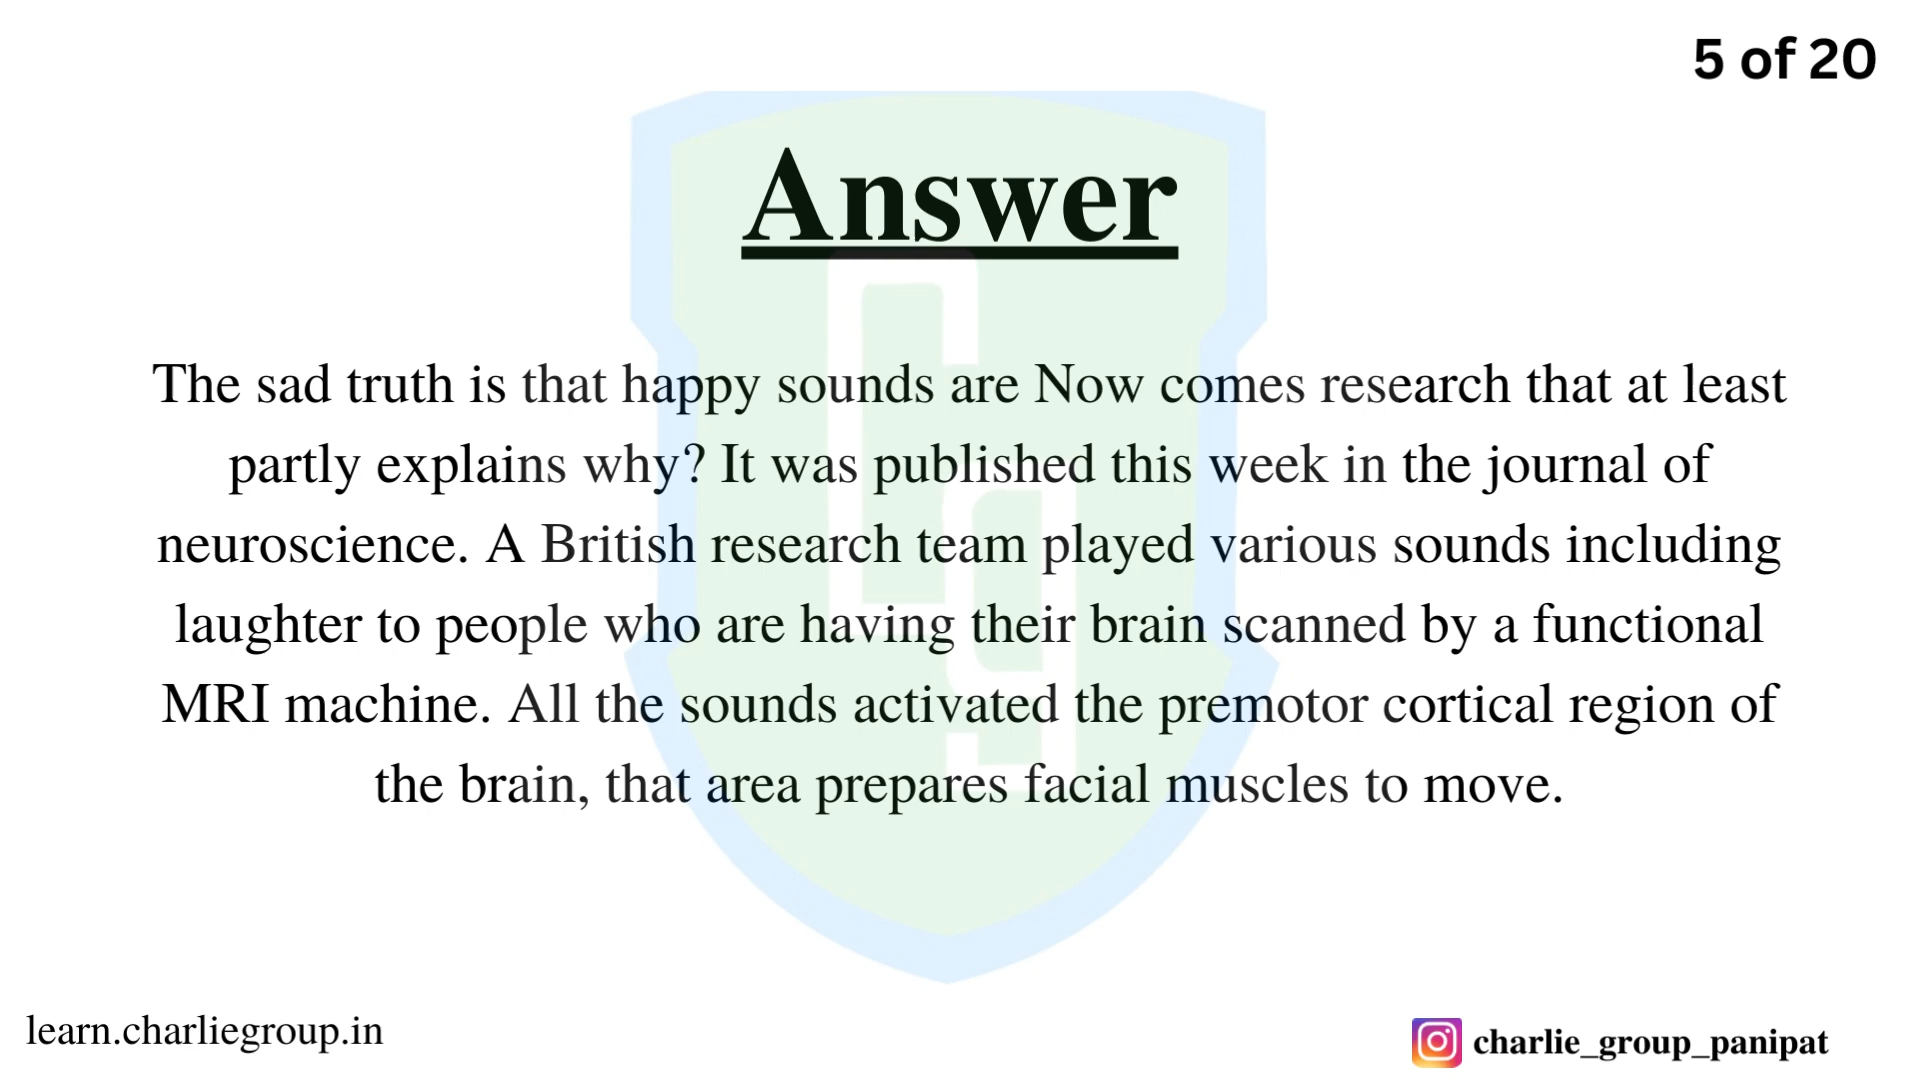 5 of 20
Answer
The sad truth is that happy sounds are Now comes research that at least
partly explains why? It was published this week in the journal of
neuroscience. A British research team played various sounds including
laughter to people who are having their brain scanned by a functional
MRI machine. All the sounds activated the premotor cortical region of
the brain, that area prepares facial muscles to move.
learn.charliegroup.in
charlie_group_panipat